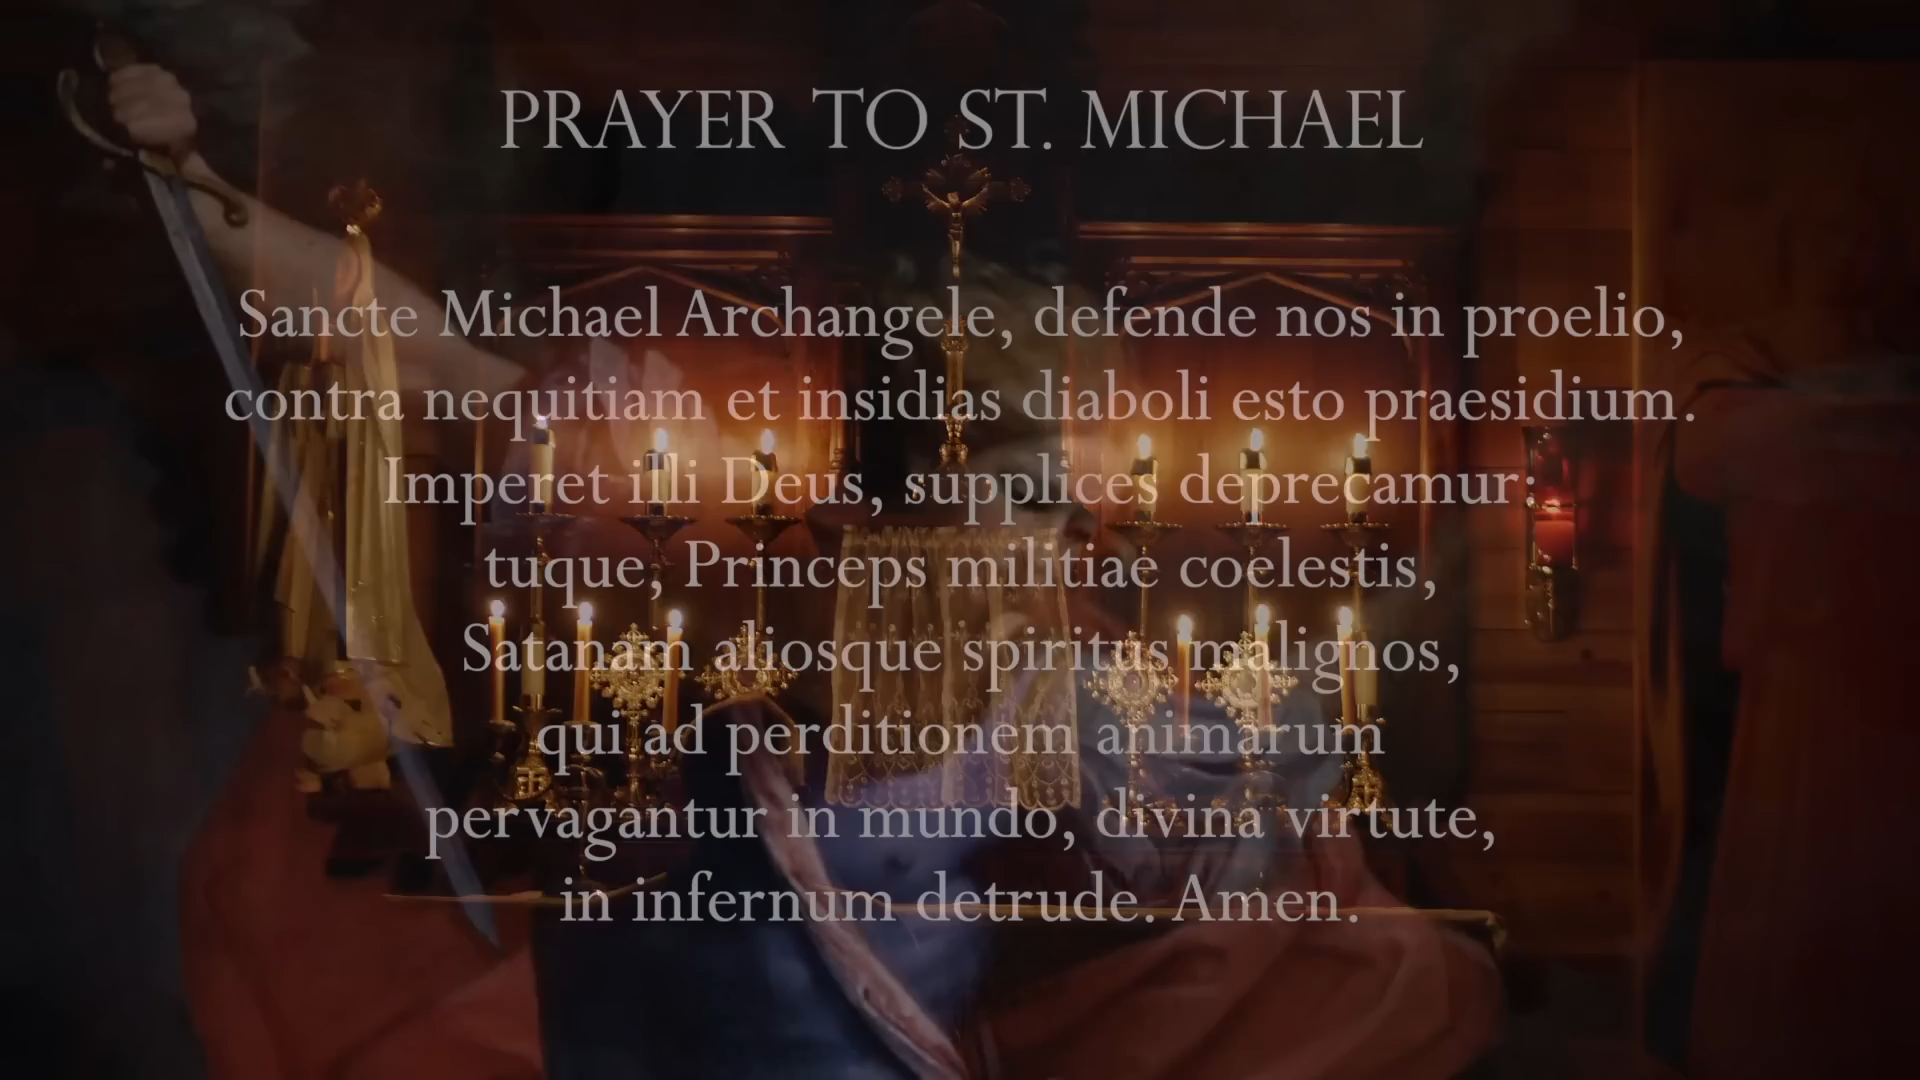 PRAYER TO ST. MICHAEL
Sancte Michael Archangele, defende nos in proelio,
contra nequitiam et insidias diaboli esto praesidium.
Imperet illi Deus, supplices deprecamur:
tuque, Princeps militiae coelestis,
Satanam aliosque spiritus malignos,
qui ad perditionem animarum
pervagantur in mundo, divina virtute,
in infernum detrude. Amen.